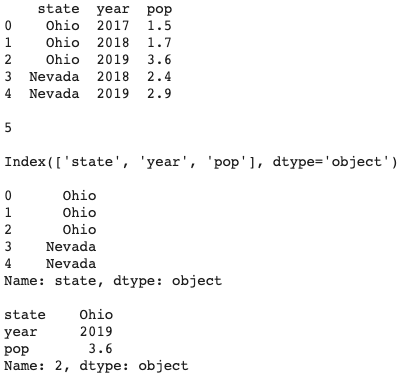 state  year  pop
0    Ohio  2017  1.5
1    Ohio  2018  1.7
2    Ohio  2019  3.6
3  Nevada  2018  2.4
4  Nevada  2019  2.9
5
Index(['state', 'year', 'pop'], dtype='object')
0      Ohio
1      Ohio
2      Ohio
3    Nevada
4    Nevada
Name: state, dtype: object
state    Ohio
year     2019
pop       3.6
Name: 2, dtype: object